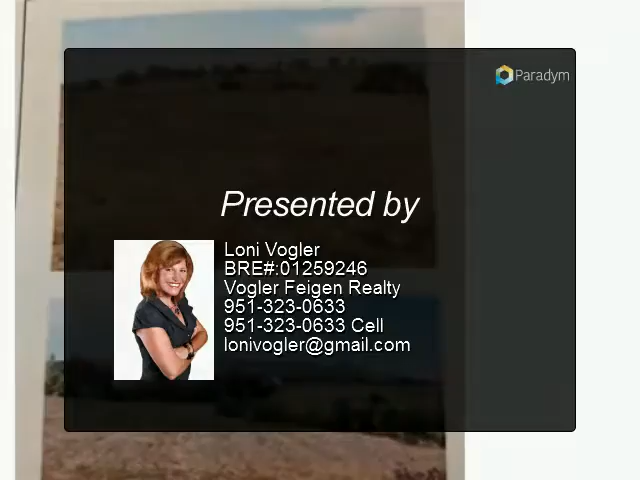 Paradym
Presented by
Loni Vogler
BRE#:01259246
Vogler Feigen Realty
951-323-0633
951-323-0633 Cell
lonivogler@gmail.com